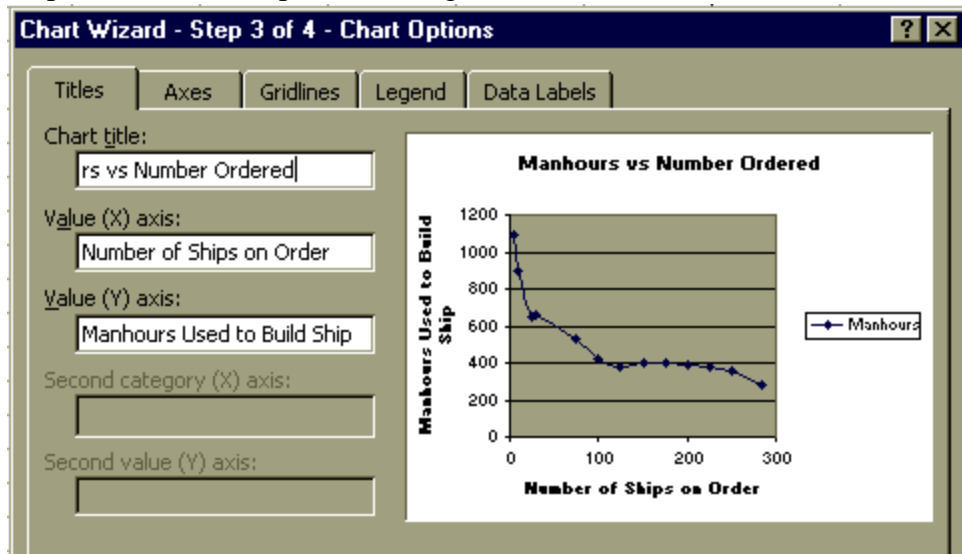 Chart Wizard - Step 3 of 4 - Chart Options
Titles Axes Gridlines Legend Data Labels
Chart title:
rs vs Number Ordered
Value (X) axis:
Number of Ships on Order
Value (Y) axis:
Manhours Used to Build Ship
Second category (X) axis:
Second value (Y) axis:
Manhours vs Number Ordered
Manhours Used to Build
Ship
1200
1000
800
600
400
200
0
0 100 200 300
Number of Ships on Order
Manhours